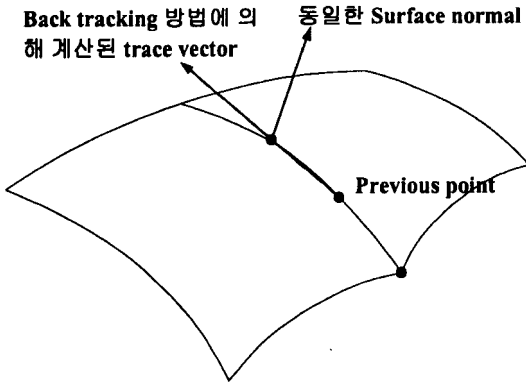 Back tracking 방법에 의
해 계산된 trace vector
동일한 Surface normal
Previous point